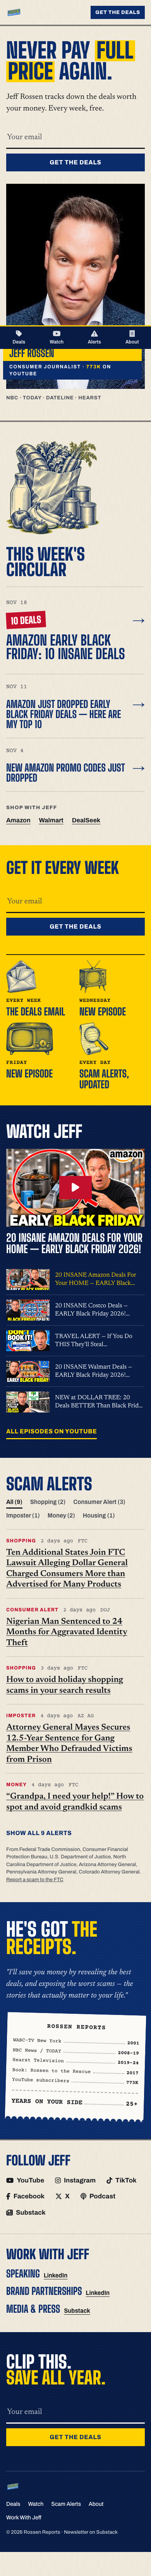 GET THE DEALS
NEVER PAY FULL
PRICE AGAIN.
Jeff Rossen tracks down the deals worth
your money. Every week, free.
Your email
GET THE DEALS
Deals
Watch
Alerts
About
JEFF ROSSEN
CONSUMER JOURNALIST · 773K ON
YOUTUBE
NBC · TODAY · DATELINE · HEARST
THIS WEEK'S
CIRCULAR
NOV 18
10 DEALS
AMAZON EARLY BLACK
FRIDAY: 10 INSANE DEALS
NOV 11
AMAZON JUST DROPPED EARLY
BLACK FRIDAY DEALS — HERE ARE
MY TOP 10
NOV 4
NEW AMAZON PROMO CODES JUST
DROPPED
SHOP WITH JEFF
Amazon
Walmart
DealSeek
GET IT EVERY WEEK
Your email
GET THE DEALS
EVERY WEEK
THE DEALS EMAIL
WEDNESDAY
NEW EPISODE
FRIDAY
NEW EPISODE
EVERY DAY
SCAM ALERTS,
UPDATED
WATCH JEFF
amazon
EARLY BLACK FRIDAY
20 INSANE AMAZON DEALS FOR YOUR
HOME — EARLY BLACK FRIDAY 2026!
20 INSANE Amazon Deals For
Your HOME — EARLY Black...
20 INSANE Costco Deals —
EARLY Black Friday 2026!...
TRAVEL ALERT — If You Do
THIS They'll Steal...
20 INSANE Walmart Deals —
EARLY Black Friday 2026!...
NEW at DOLLAR TREE: 20
Deals BETTER Than Black Frid...
ALL EPISODES ON YOUTUBE
SCAM ALERTS
All (9)
Shopping (2)
Consumer Alert (3)
Imposter (1)
Money (2)
Housing (1)
SHOPPING 2 days ago FTC
Ten Additional States Join FTC
Lawsuit Alleging Dollar General
Charged Consumers More than
Advertised for Many Products
CONSUMER ALERT 2 days ago DOJ
Nigerian Man Sentenced to 24
Months for Aggravated Identity
Theft
SHOPPING 3 days ago FTC
How to avoid holiday shopping
scams in your search results
IMPOSTER 4 days ago AZ AG
Attorney General Mayes Secures
12.5-Year Sentence for Gang
Member Who Defrauded Victims
from Prison
MONEY 4 days ago FTC
“Grandpa, I need your help!” How to
spot and avoid grandkid scams
SHOW ALL 9 ALERTS
From Federal Trade Commission, Consumer Financial
Protection Bureau, U.S. Department of Justice, North
Carolina Department of Justice, Arizona Attorney General,
Pennsylvania Attorney General, Colorado Attorney General.
Report a scam to the FTC
HE'S GOT THE
RECEIPTS.
"I'll save you money by revealing the best
deals, and exposing the worst scams — the
stories that actually matter to your life."
ROSSEN REPORTS
WABC-TV New York 2001
NBC News / TODAY 2008–19
Hearst Television 2019–24
Book: Rossen to the Rescue 2017
YouTube subscribers 773K
YEARS ON YOUR SIDE 25+
FOLLOW JEFF
YouTube
Instagram
TikTok
Facebook
X
Podcast
Substack
WORK WITH JEFF
SPEAKING LinkedIn
BRAND PARTNERSHIPS LinkedIn
MEDIA & PRESS Substack
CLIP THIS.
SAVE ALL YEAR.
Your email
GET THE DEALS
Deals
Watch
Scam Alerts
About
Work With Jeff
© 2026 Rossen Reports · Newsletter on Substack